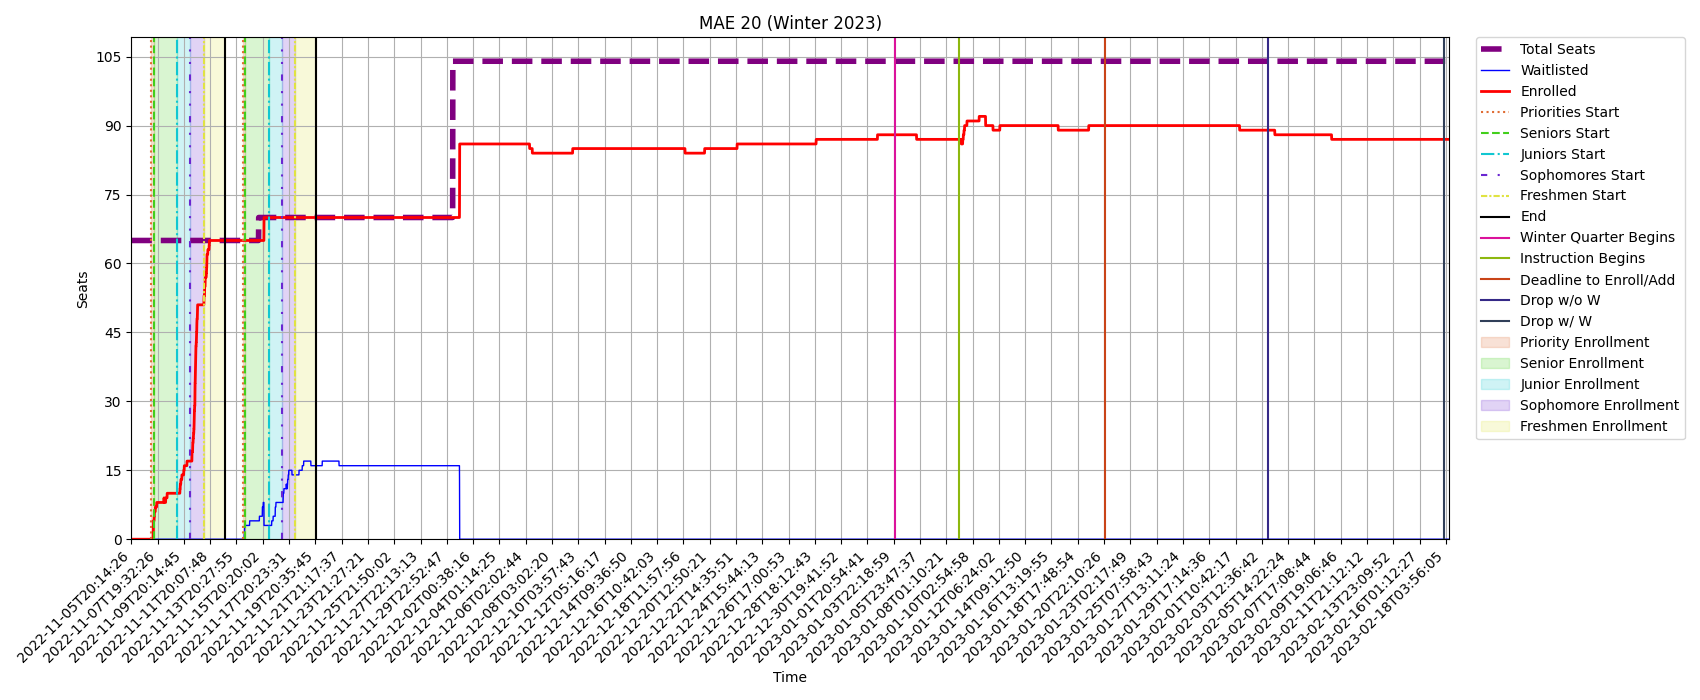 MAE 20 (Winter 2023)
105
90
75
60
45
30
15
0
Seats
2022-11-05T20:14:26
2022-11-07T19:32:26
2022-11-09T20:14:45
2022-11-11T20:07:48
2022-11-13T20:27:55
2022-11-15T20:20:02
2022-11-17T20:23:31
2022-11-19T20:35:45
2022-11-21T21:17:37
2022-11-23T21:27:21
2022-11-25T21:50:02
2022-11-27T22:13:13
2022-11-29T22:52:47
2022-12-02T00:38:16
2022-12-04T01:14:25
2022-12-06T02:02:44
2022-12-08T03:02:20
2022-12-10T03:57:43
2022-12-12T05:16:17
2022-12-14T09:36:50
2022-12-16T10:42:03
2022-12-18T11:57:56
2022-12-20T12:50:21
2022-12-22T14:35:51
2022-12-24T15:44:13
2022-12-26T17:00:53
2022-12-28T18:12:43
2022-12-30T19:41:52
2023-01-01T20:54:41
2023-01-03T22:18:59
2023-01-05T23:47:37
2023-01-08T01:10:21
2023-01-10T02:54:58
2023-01-12T06:24:02
2023-01-14T09:12:50
2023-01-16T13:19:55
2023-01-18T17:48:54
2023-01-20T22:10:26
2023-01-23T02:17:49
2023-01-25T07:58:43
2023-01-27T13:11:24
2023-01-29T17:14:36
2023-02-01T10:42:17
2023-02-03T12:36:42
2023-02-05T14:22:24
2023-02-07T17:08:44
2023-02-09T19:06:46
2023-02-11T21:12:12
2023-02-13T23:09:52
2023-02-16T01:12:27
2023-02-18T03:56:05
Time
Total Seats
Waitlisted
Enrolled
Priorities Start
Seniors Start
Juniors Start
Sophomores Start
Freshmen Start
End
Winter Quarter Begins
Instruction Begins
Deadline to Enroll/Add
Drop w/o W
Drop w/ W
Priority Enrollment
Senior Enrollment
Junior Enrollment
Sophomore Enrollment
Freshmen Enrollment